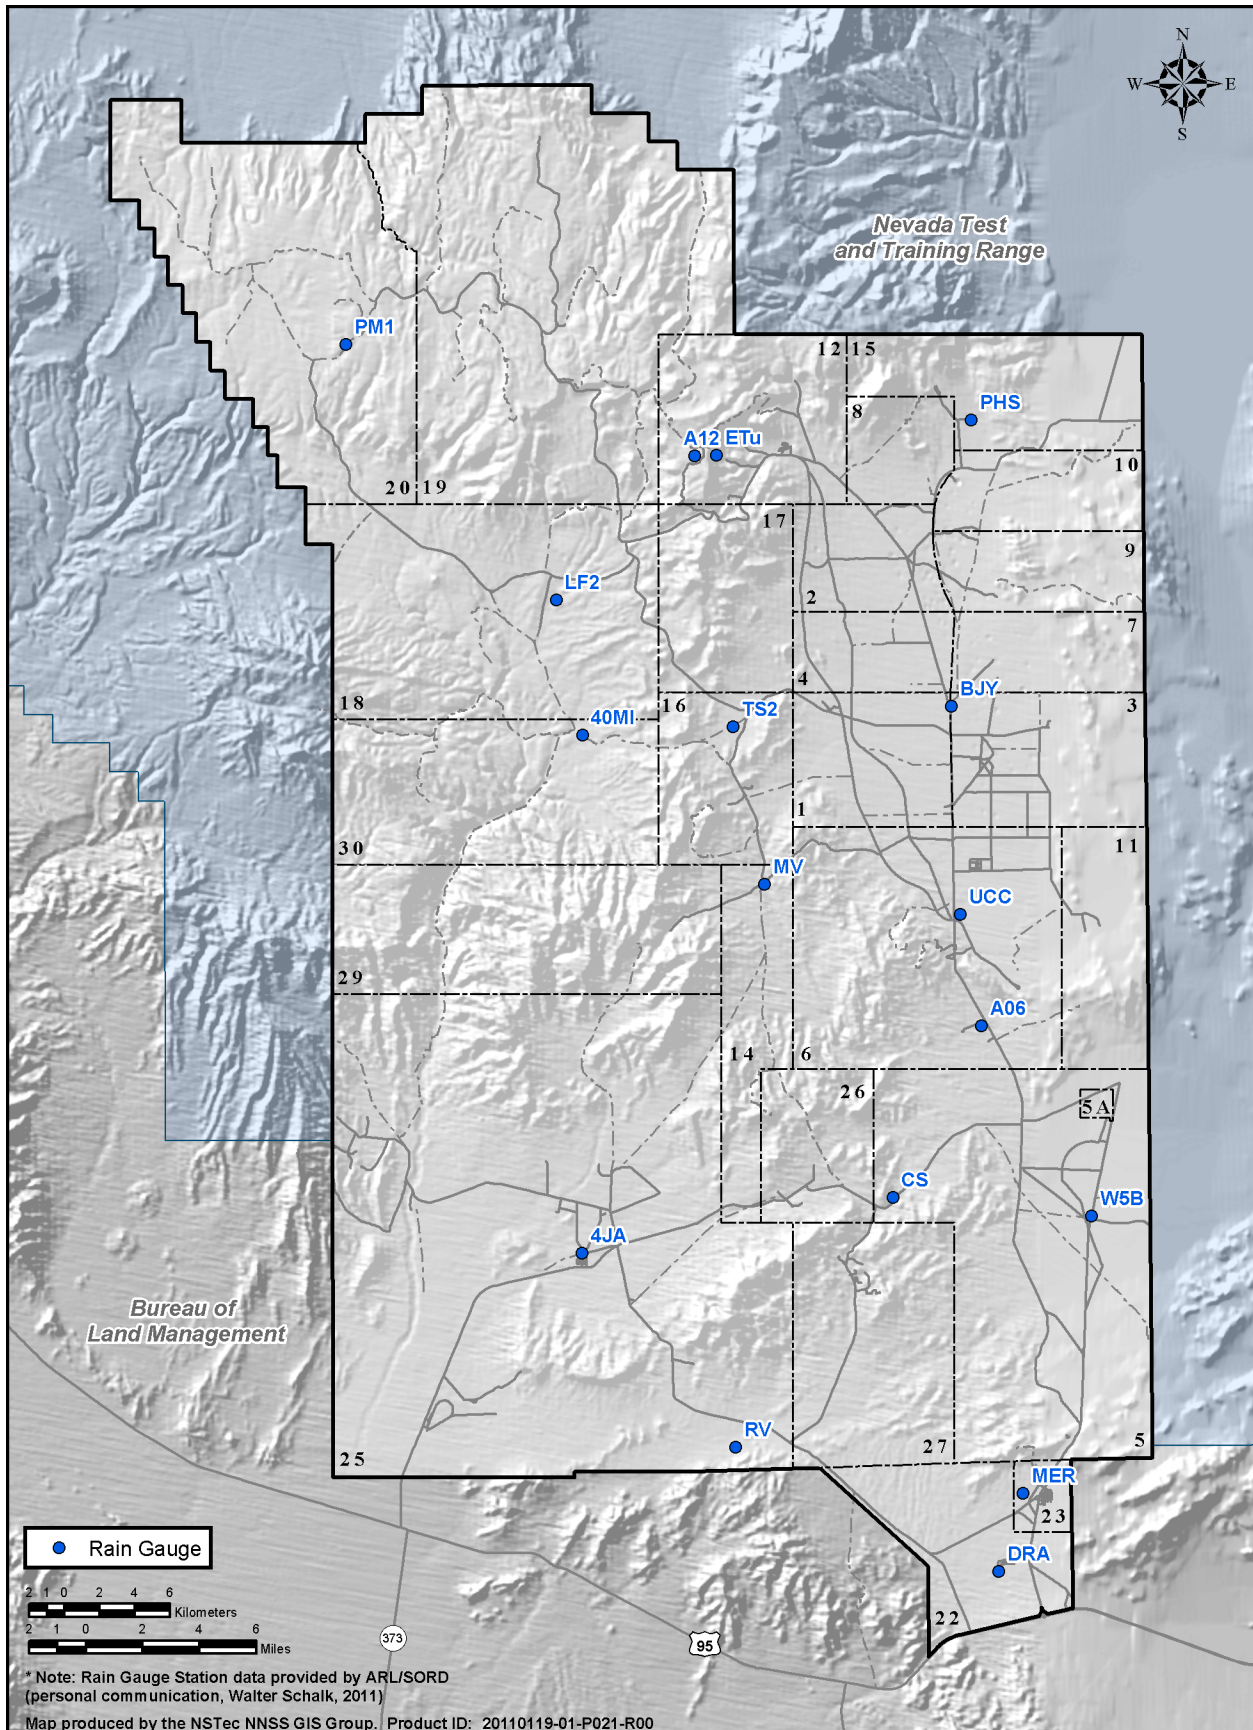 N
W E
S
Nevada Test
and Training Range
PM1
12 15
PHS
8
A12 ETu
10
20 19
17
9
LF2
2
7
4
BJY
18
16
TS2
3
40MI
1
30
11
MV
UCC
29
A06
14
6
26
5A
CS
W5B
4JA
Bureau of
Land Management
RV
27
5
25
MER
23
DRA
22
Rain Gauge
2 1 0 2 4 6
Kilometers
2 1 0 2 4 6
Miles
373
95
* Note: Rain Gauge Station data provided by ARL/SORD
(personal communication, Walter Schalk, 2011)
Map produced by the NSTec NNSS GIS Group. Product ID: 20110119-01-P021-R00